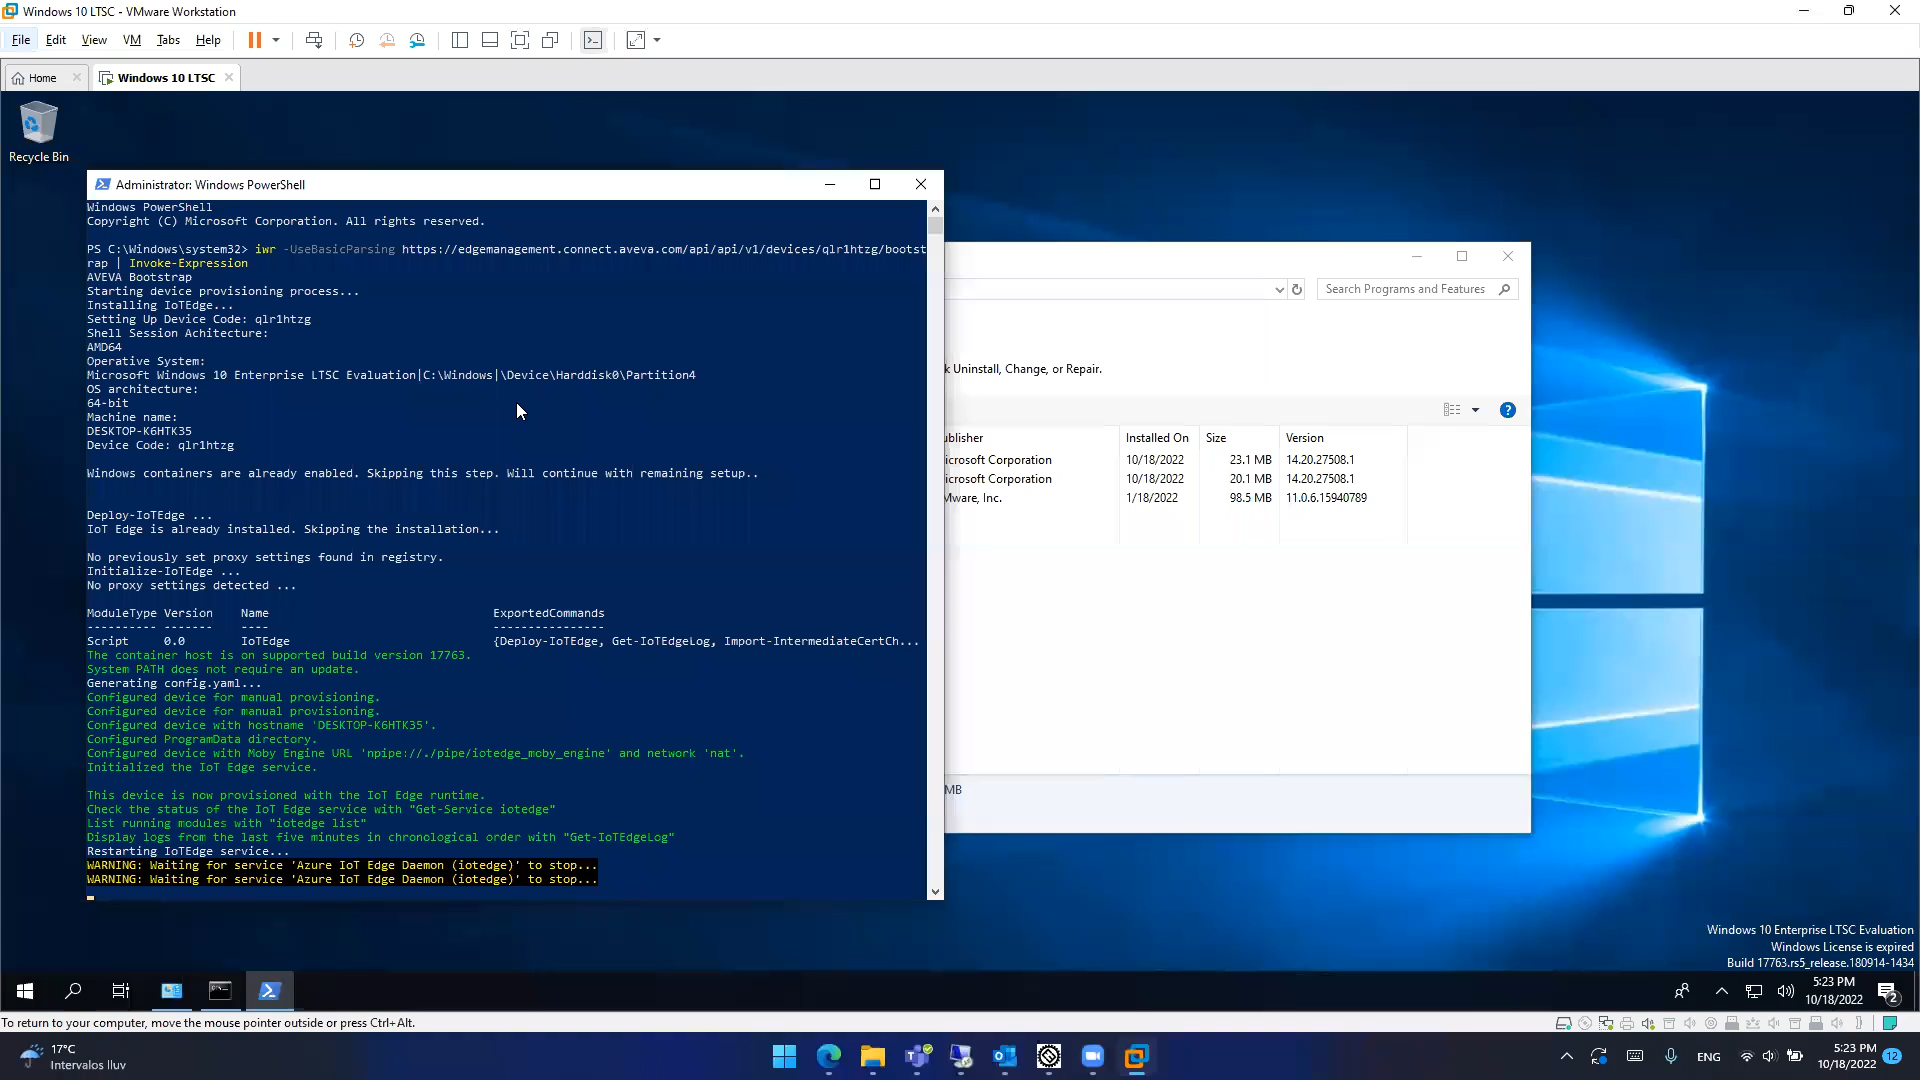 Windows 10 LTSC - VMware Workstation
File Edit View VM Tabs Help
Home
Windows 10 LTSC
Recycle Bin
Administrator: Windows PowerShell
Windows PowerShell
Copyright (C) Microsoft Corporation. All rights reserved.
PS C:\Windows\system32> iwr -UseBasicParsing https://edgemanagement.connect.aveva.com/api/api/v1/devices/qlr1htzg/bootst
rap | Invoke-Expression
AVEVA Bootstrap
Starting device provisioning process...
Installing IoTEdge...
Setting Up Device Code: qlr1htzg
Shell Session Achitecture:
AMD64
Operative System:
Microsoft Windows 10 Enterprise LTSC Evaluation|C:\Windows|\Device\Harddisk0\Partition4
OS architecture:
64-bit
Machine name:
DESKTOP-K6HTK35
Device Code: qlr1htzg
Windows containers are already enabled. Skipping this step. Will continue with remaining setup..
Deploy-IoTEdge ...
IoT Edge is already installed. Skipping the installation...
No previously set proxy settings found in registry.
Initialize-IoTEdge ...
No proxy settings detected ...
ModuleType Version Name ExportedCommands
---------- ------- ---- ----------------
Script 0.0 IoTEdge {Deploy-IoTEdge, Get-IoTEdgeLog, Import-IntermediateCertCh...
The container host is on supported build version 17763.
System PATH does not require an update.
Generating config.yaml...
Configured device for manual provisioning.
Configured device for manual provisioning.
Configured device with hostname 'DESKTOP-K6HTK35'.
Configured ProgramData directory.
Configured device with Moby Engine URL 'npipe://./pipe/iotedge_moby_engine' and network 'nat'.
Initialized the IoT Edge service.
This device is now provisioned with the IoT Edge runtime.
Check the status of the IoT Edge service with "Get-Service iotedge"
List running modules with "iotedge list"
Display logs from the last five minutes in chronological order with "Get-IoTEdgeLog"
Restarting IoTEdge service...
WARNING: Waiting for service 'Azure IoT Edge Daemon (iotedge)' to stop...
WARNING: Waiting for service 'Azure IoT Edge Daemon (iotedge)' to stop...
Search Programs and Features
k Uninstall, Change, or Repair.
ublisher Installed On Size Version
icrosoft Corporation 10/18/2022 23.1 MB 14.20.27508.1
icrosoft Corporation 10/18/2022 20.1 MB 14.20.27508.1
Mware, Inc. 1/18/2022 98.5 MB 11.0.6.15940789
MB
Windows 10 Enterprise LTSC Evaluation
Windows License is expired
Build 17763.rs5_release.180914-1434
5:23 PM
10/18/2022
2
To return to your computer, move the mouse pointer outside or press Ctrl+Alt.
17°C
Intervalos lluv
ENG
5:23 PM
10/18/2022
12